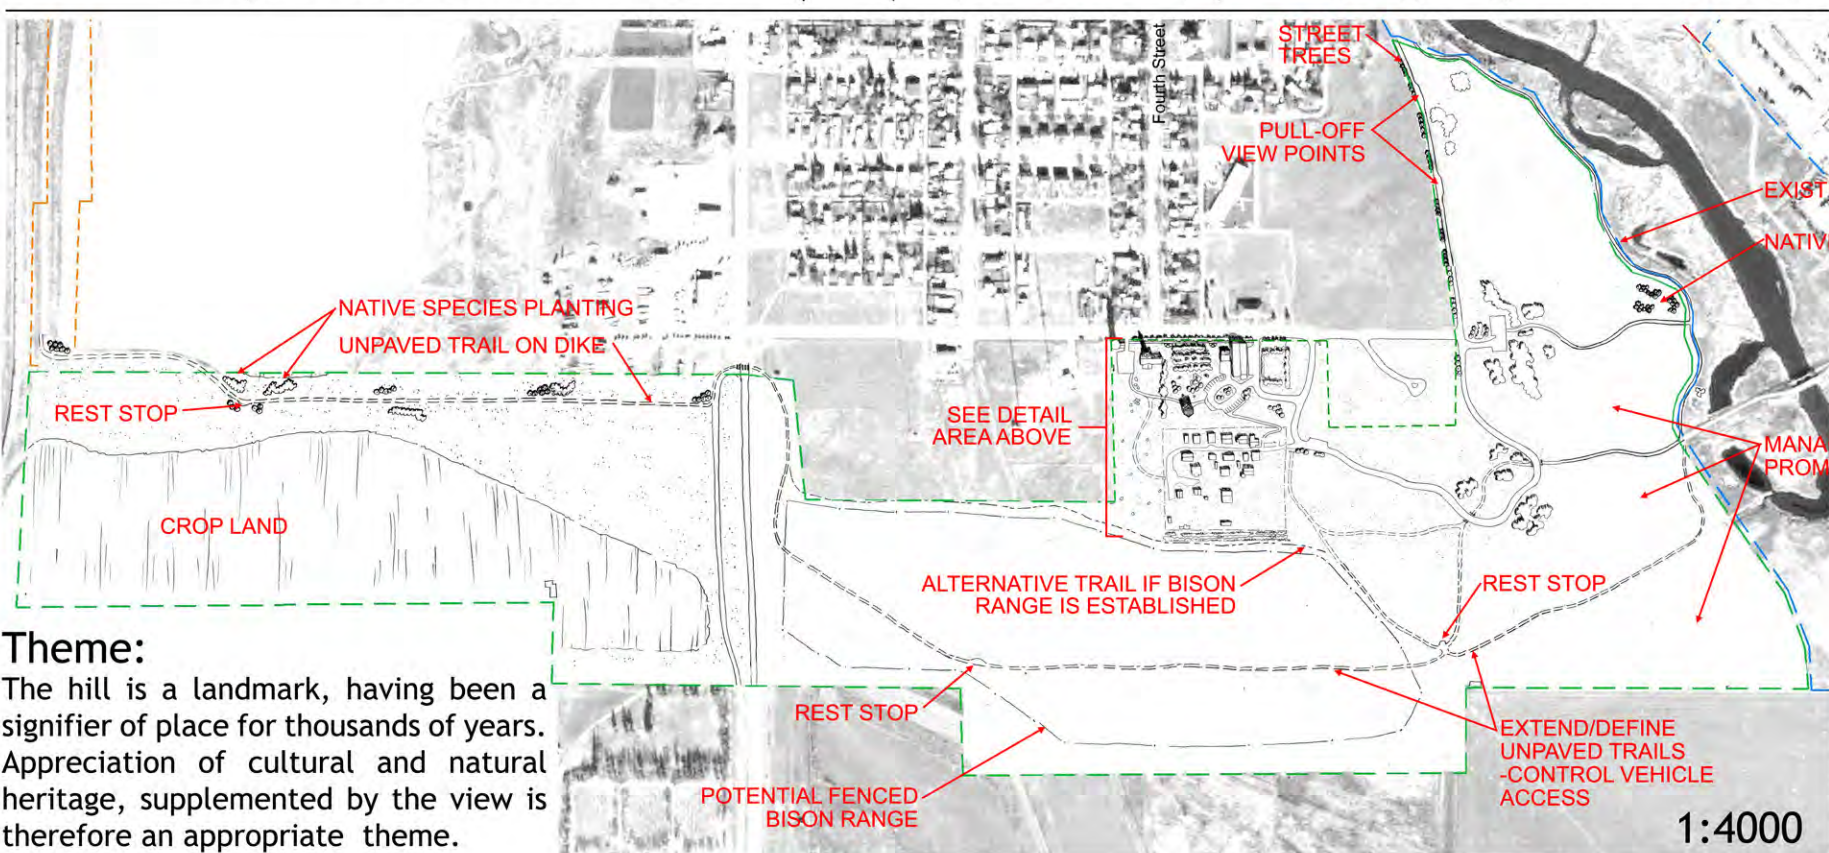 STREET
TREES
Fourth Street
PULL-OFF
VIEW POINTS
EXIST
NATIV
NATIVE SPECIES PLANTING
UNPAVED TRAIL ON DIKE
REST STOP
SEE DETAIL
AREA ABOVE
MANA
PROM
CROP LAND
ALTERNATIVE TRAIL IF BISON
RANGE IS ESTABLISHED
REST STOP
Theme:
The hill is a landmark, having been a
signifier of place for thousands of years.
Appreciation of cultural and natural
heritage, supplemented by the view is
therefore an appropriate theme.
REST STOP
EXTEND/DEFINE
UNPAVED TRAILS
-CONTROL VEHICLE
ACCESS
POTENTIAL FENCED
BISON RANGE
1:4000